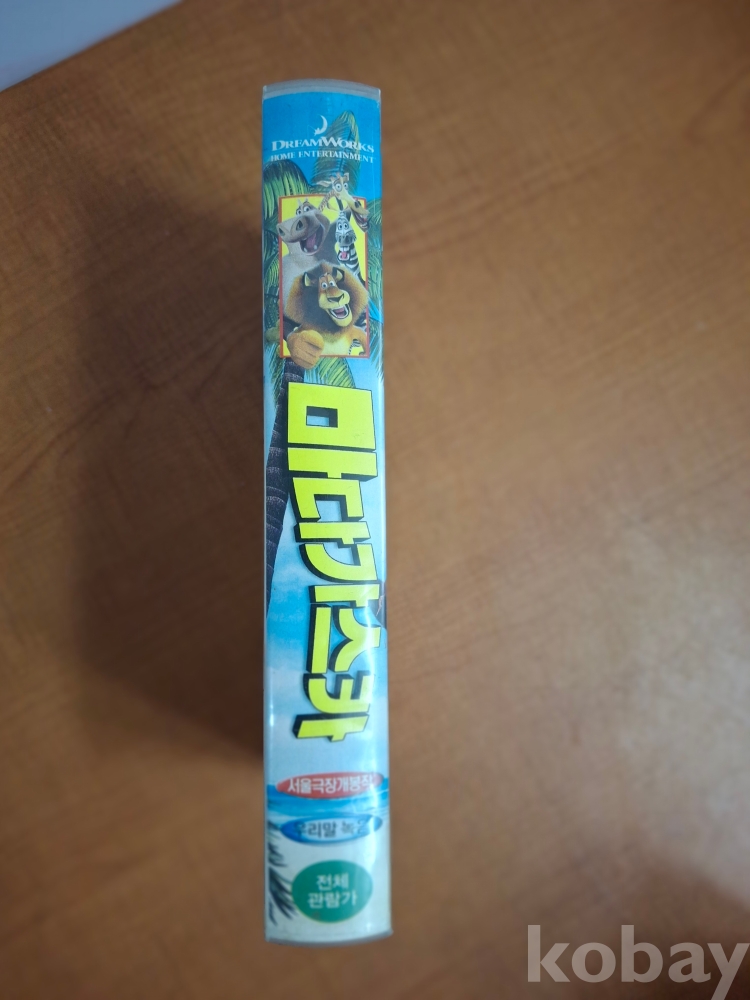 DREAMWORKS
HOME ENTERTAINMENT
마다가스카
서울극장개봉작
우리말 녹음
전체
관람가
kobay